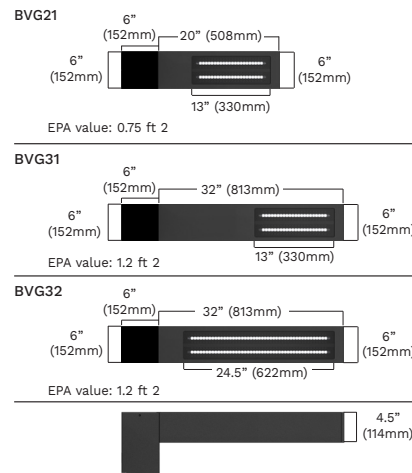 BVG21
6”
(152mm)
20” (508mm)
6”
(152mm)
6”
(152mm)
13” (330mm)
EPA value: 0.75 ft 2
BVG31
6”
(152mm)
32” (813mm)
6”
(152mm)
6”
(152mm)
13” (330mm)
EPA value: 1.2 ft 2
BVG32
6”
(152mm)
32” (813mm)
6”
(152mm)
6”
(152mm)
24.5” (622mm)
EPA value: 1.2 ft 2
4.5”
(114mm)